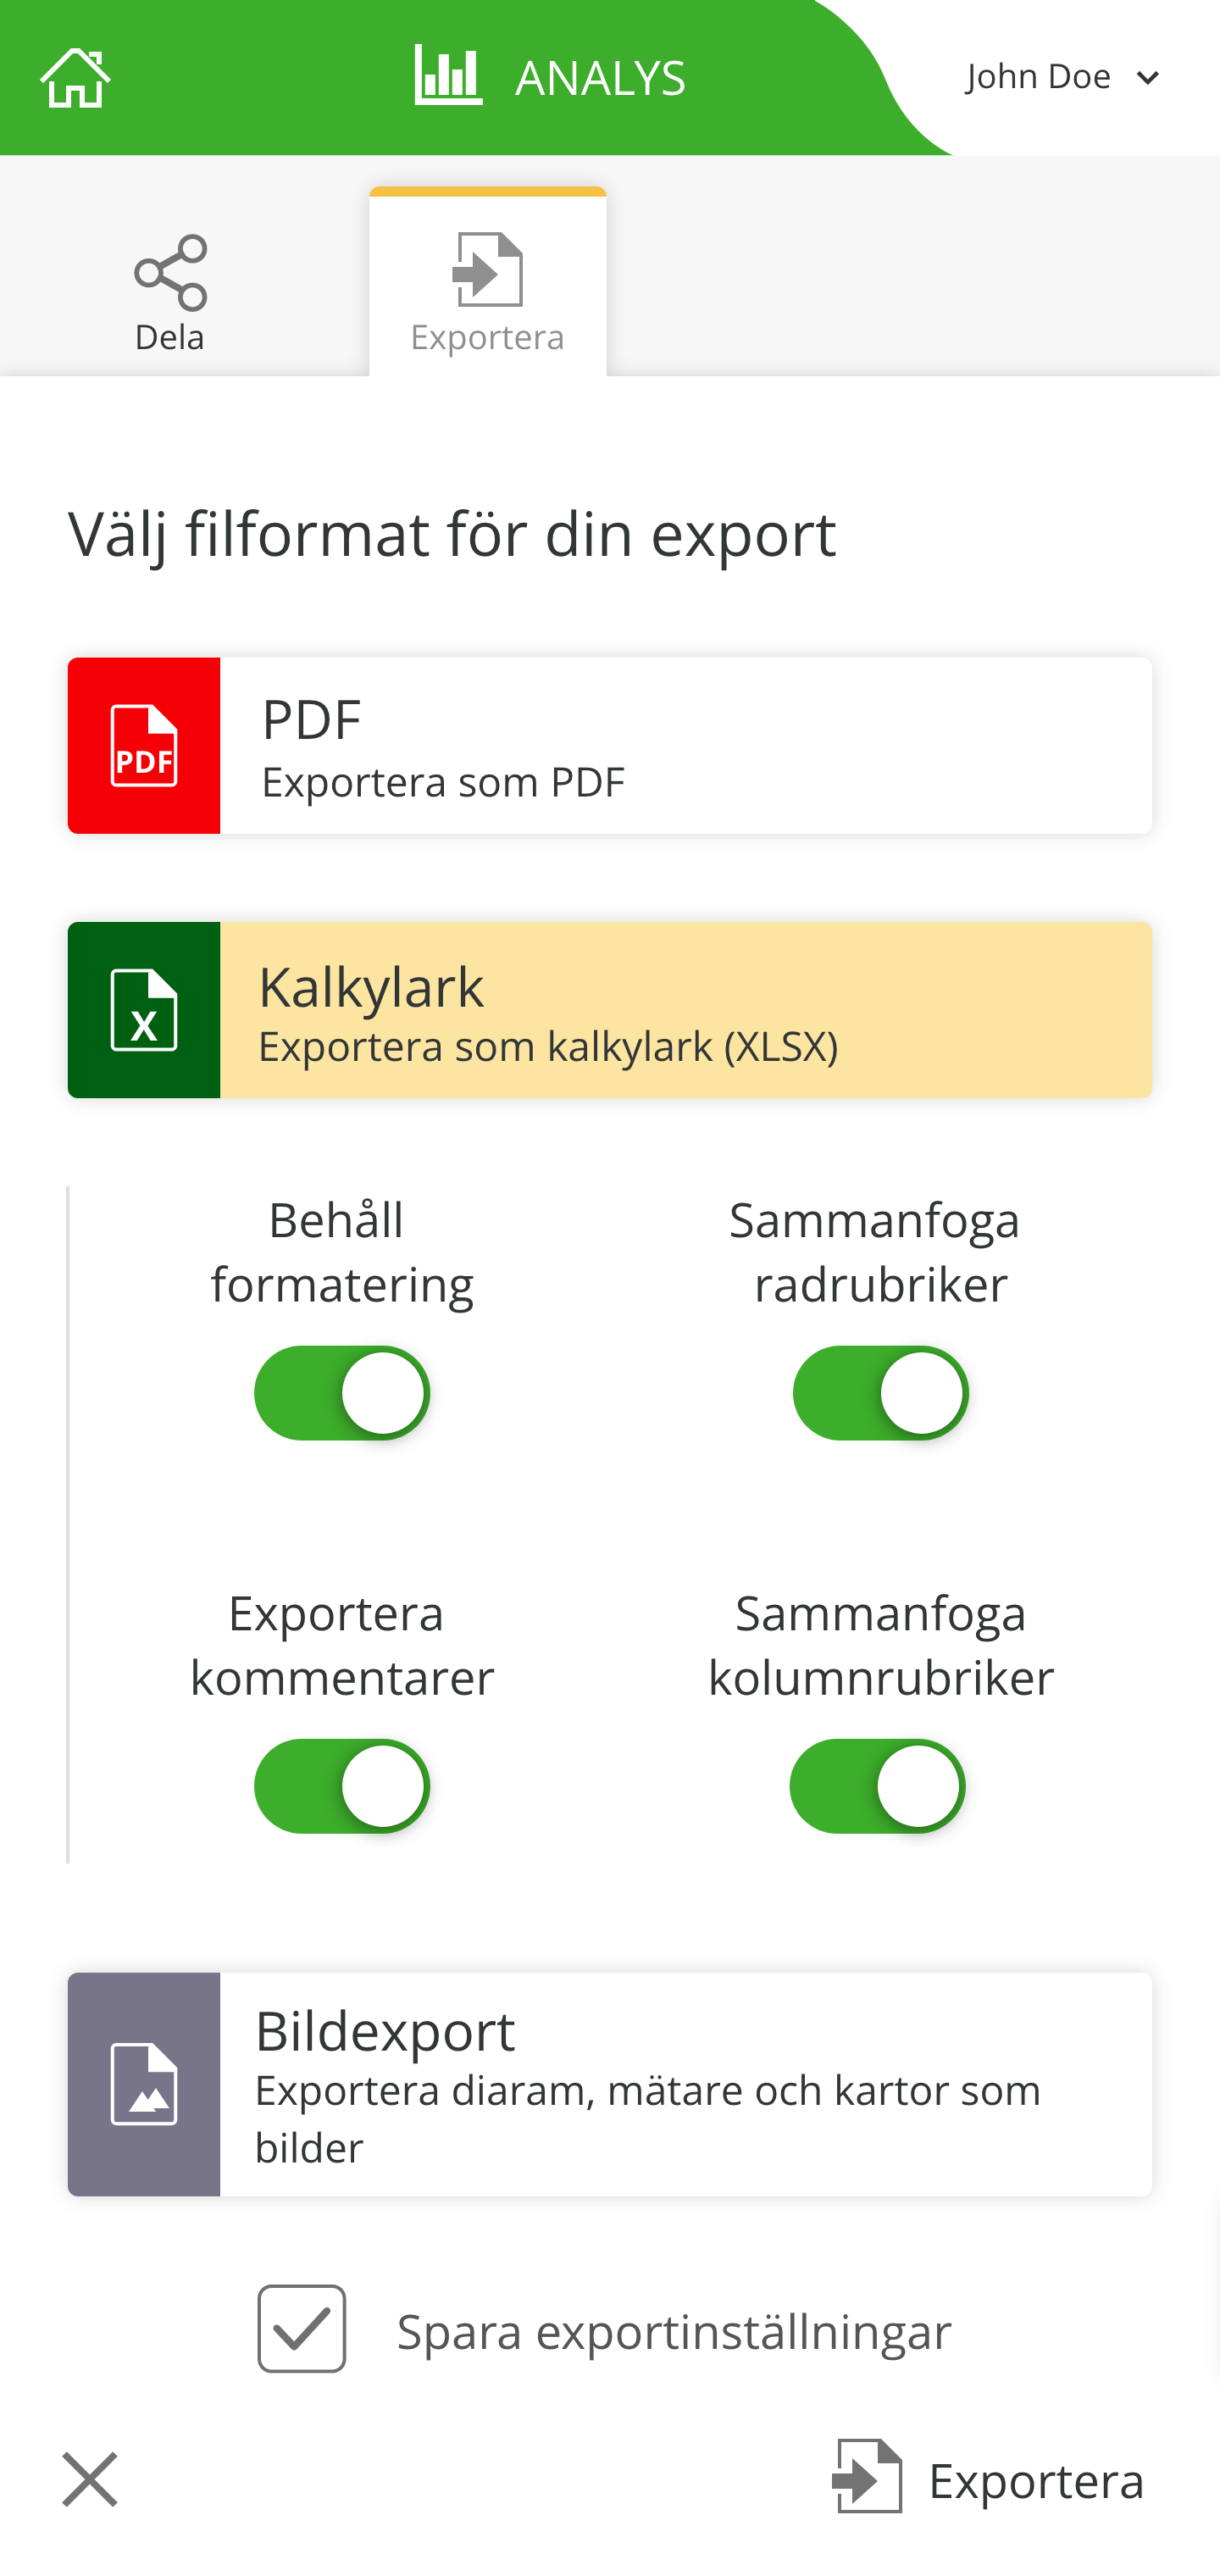 ANALYS
John Doe
Dela
Exportera
Välj filformat för din export
PDF
PDF
Exportera som PDF
X
Kalkylark
Exportera som kalkylark (XLSX)
Behåll
formatering
Sammanfoga
radrubriker
Exportera
kommentarer
Sammanfoga
kolumnrubriker
Bildexport
Exportera diaram, mätare och kartor som
bilder
Spara exportinställningar
Exportera